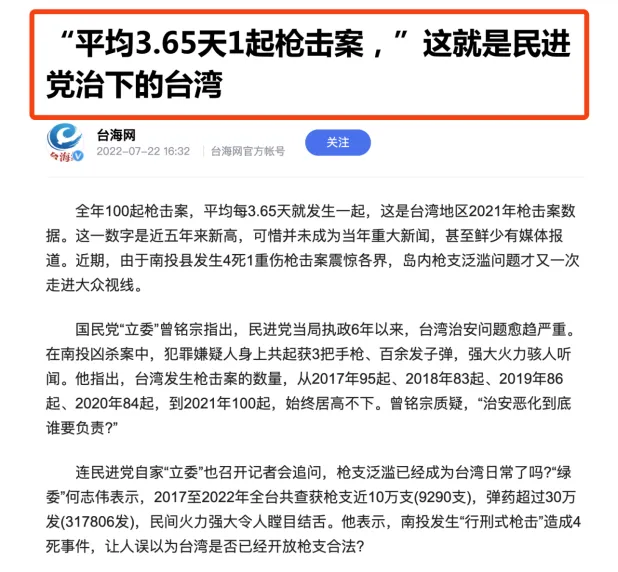 “平均3.65天1起枪击案，”这就是民进
党治下的台湾
台海网
2022-07-22 16:32 台海网官方帐号
关注
台海
全年100起枪击案，平均每3.65天就发生一起，这是台湾地区2021年枪击案数
据。这一数字是近五年来新高，可惜并未成为当年重大新闻，甚至鲜少有媒体报
道。近期，由于南投县发生4死1重伤枪击案震惊各界，岛内枪支泛滥问题才又一次
走进大众视线。
国民党“立委”曾铭宗指出，民进党当局执政6年以来，台湾治安问题愈趋严重。
在南投凶杀案中，犯罪嫌疑人身上共起获3把手枪、百余发子弹，强大火力骇人听
闻。他指出，台湾发生枪击案的数量，从2017年95起、2018年83起、2019年86
起、2020年84起，到2021年100起，始终居高不下。曾铭宗质疑，“治安恶化到底
谁要负责?”
连民进党自家“立委”也召开记者会追问，枪支泛滥已经成为台湾日常了吗?“绿
委”何志伟表示，2017至2022年全台共查获枪支近10万支(9290支)，弹药超过30万
发(317806发)，民间火力强大令人瞠目结舌。他表示，南投发生“行刑式枪击”造成4
死事件，让人误以为台湾是否已经开放枪支合法?